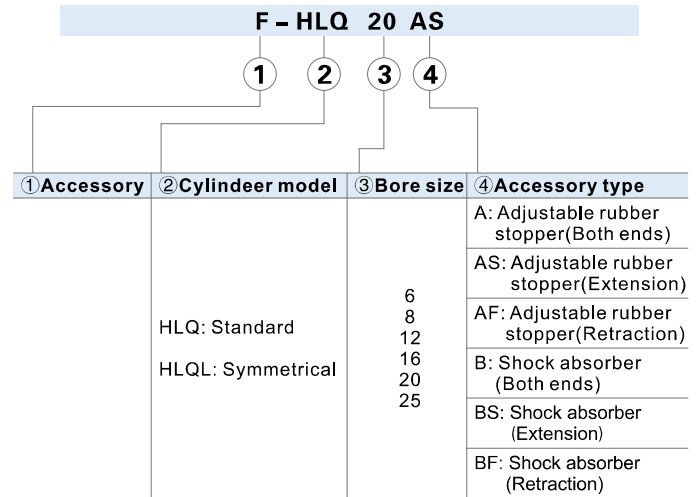 F – HLQ 20 AS
1 2 3 4
①Accessory ②Cylindeer model ③Bore size ④Accessory type
HLQ: Standard
HLQL: Symmetrical
6
8
12
16
20
25
A: Adjustable rubber
stopper(Both ends)
AS: Adjustable rubber
stopper(Extension)
AF: Adjustable rubber
stopper(Retraction)
B: Shock absorber
(Both ends)
BS: Shock absorber
(Extension)
BF: Shock absorber
(Retraction)